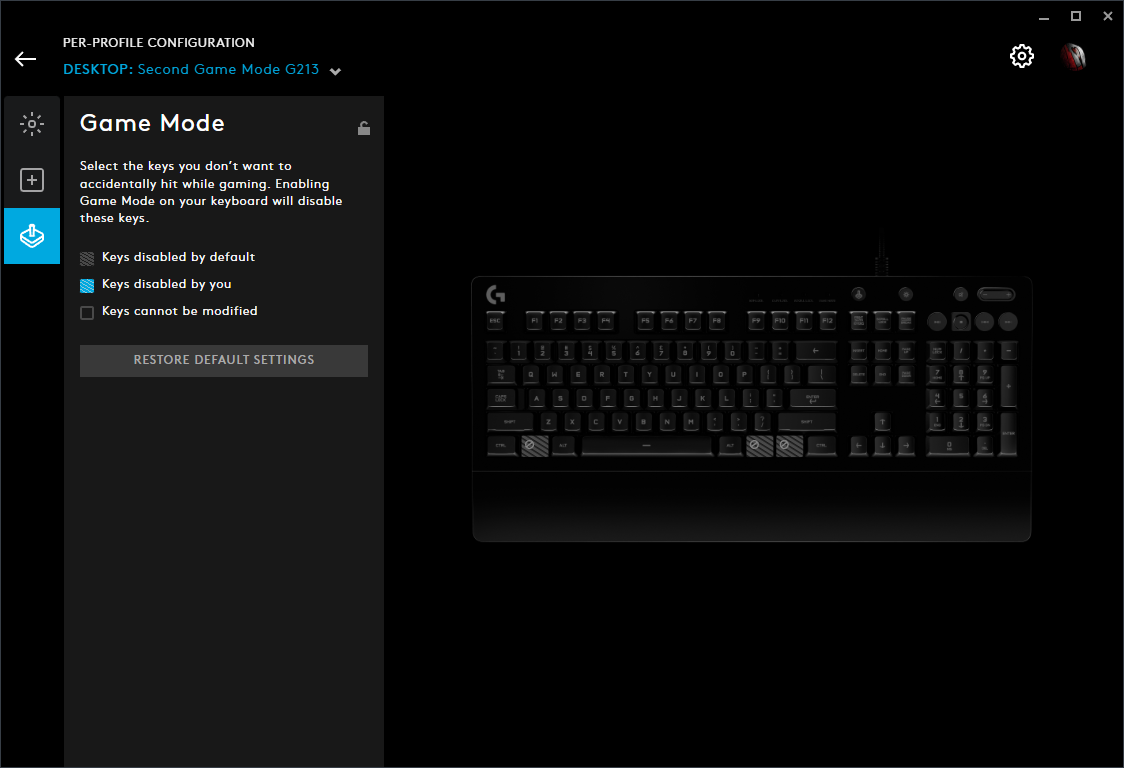 PER-PROFILE CONFIGURATION
DESKTOP: Second Game Mode G213
Game Mode
Select the keys you don’t want to
accidentally hit while gaming. Enabling
Game Mode on your keyboard will disable
these keys.
Keys disabled by default
Keys disabled by you
Keys cannot be modified
RESTORE DEFAULT SETTINGS
ESC F1 F2 F3 F4 F5 F6 F7 F8 F9 F10 F11 F12
1 2 3 4 5 6 7 8 9 0
Q W E R T Y U I O P
A S D F G H J K L ENTER
SHIFT Z X C V B N M SHIFT
CTRL ALT ALT CTRL